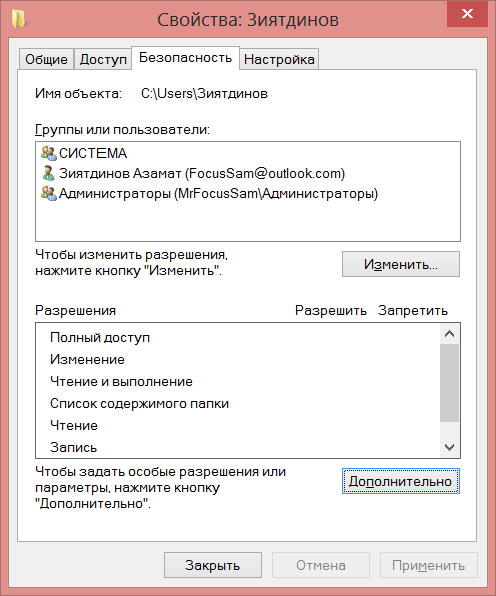 Свойства: Зиятдинов
Общие Доступ Безопасность Настройка
Имя объекта: C:\Users\Зиятдинов
Группы или пользователи:
СИСТЕМА
Зиятдинов Азамат (FocusSam@outlook.com)
Администраторы (MrFocusSam\Администраторы)
Чтобы изменить разрешения,
нажмите кнопку "Изменить".
Изменить...
Разрешения Разрешить Запретить
Полный доступ
Изменение
Чтение и выполнение
Список содержимого папки
Чтение
Запись
Чтобы задать особые разрешения или
параметры, нажмите кнопку
"Дополнительно".
Дополнительно
Закрыть Отмена Применить